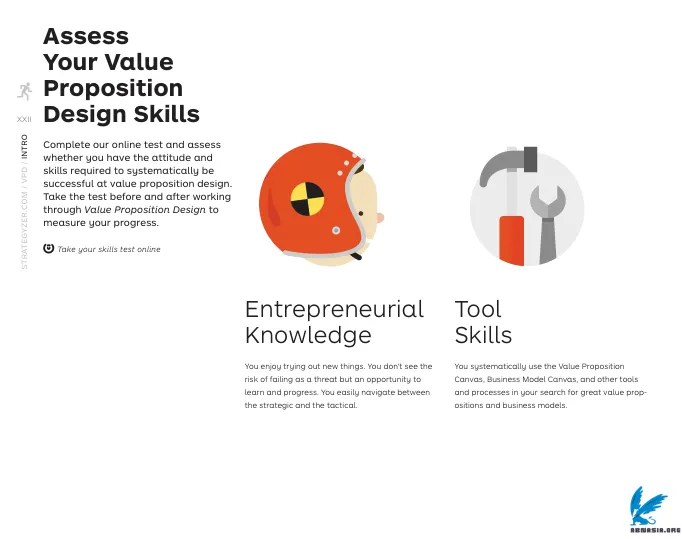 Assess
Your Value
Proposition
Design Skills
XXII
STRATEGYZER.COM / VPD / INTRO
Complete our online test and assess
whether you have the attitude and
skills required to systematically be
successful at value proposition design.
Take the test before and after working
through Value Proposition Design to
measure your progress.
Take your skills test online
Entrepreneurial
Knowledge
You enjoy trying out new things. You don't see the
risk of failing as a threat but an opportunity to
learn and progress. You easily navigate between
the strategic and the tactical.
Tool
Skills
You systematically use the Value Proposition
Canvas, Business Model Canvas, and other tools
and processes in your search for great value prop-
ositions and business models.
ABNASIA.ORG